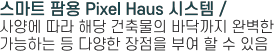 스마트 팜용 Pixel Haus 시스템 /
사양에 따라 해당 건축물의 바닥까지 완벽한
가능하는 등 다양한 장점을 부여 할 수 있은